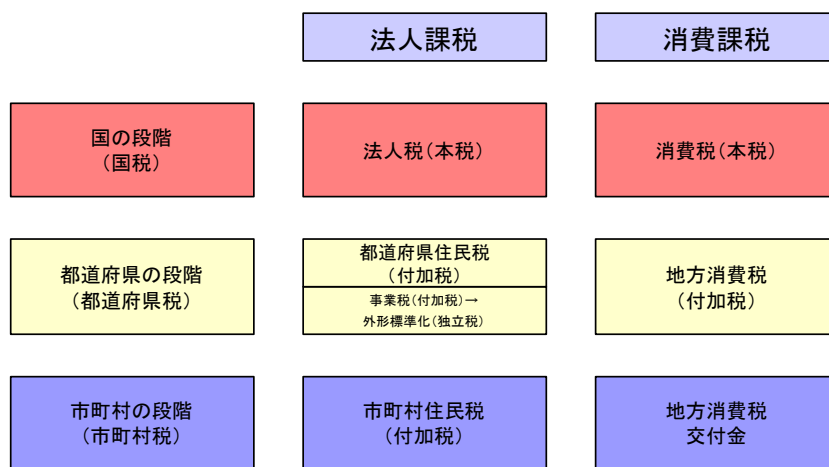 法人課税
消費課税
国の段階
（国税）
法人税（本税）
消費税（本税）
都道府県の段階
（都道府県税）
都道府県住民税
（付加税）
事業税（付加税）→
外形標準化（独立税）
地方消費税
（付加税）
市町村の段階
（市町村税）
市町村住民税
（付加税）
地方消費税
交付金